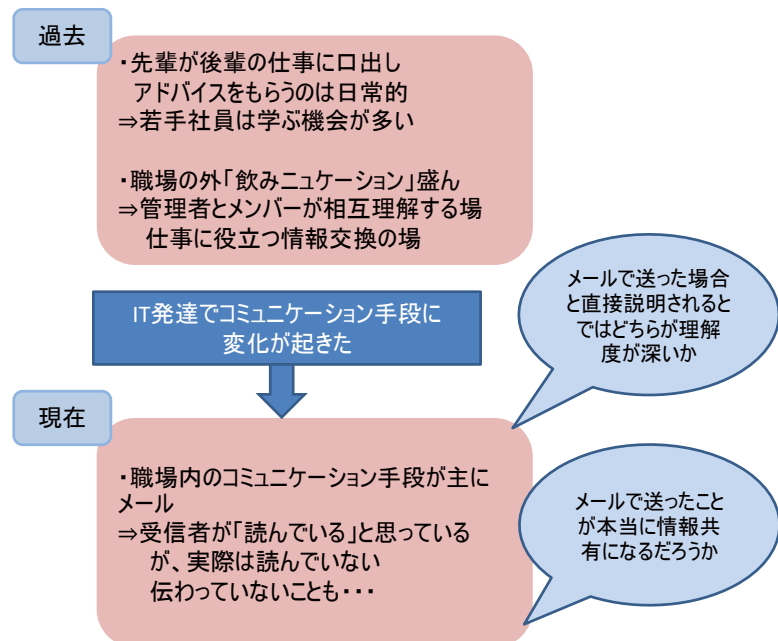 過去
・先輩が後輩の仕事に口出し
アドバイスをもらうのは日常的
⇒若手社員は学ぶ機会が多い
・職場の外「飲みニュケーション」盛ん
⇒管理者とメンバーが相互理解する場
仕事に役立つ情報交換の場
IT発達でコミュニケーション手段に
変化が起きた
メールで送った場合
と直接説明されると
ではどちらが理解
度が深いか
現在
・職場内のコミュニケーション手段が主に
メール
⇒受信者が「読んでいる」と思っている
が、実際は読んでいない
伝わっていないことも・・・
メールで送ったこと
が本当に情報共
有になるだろうか